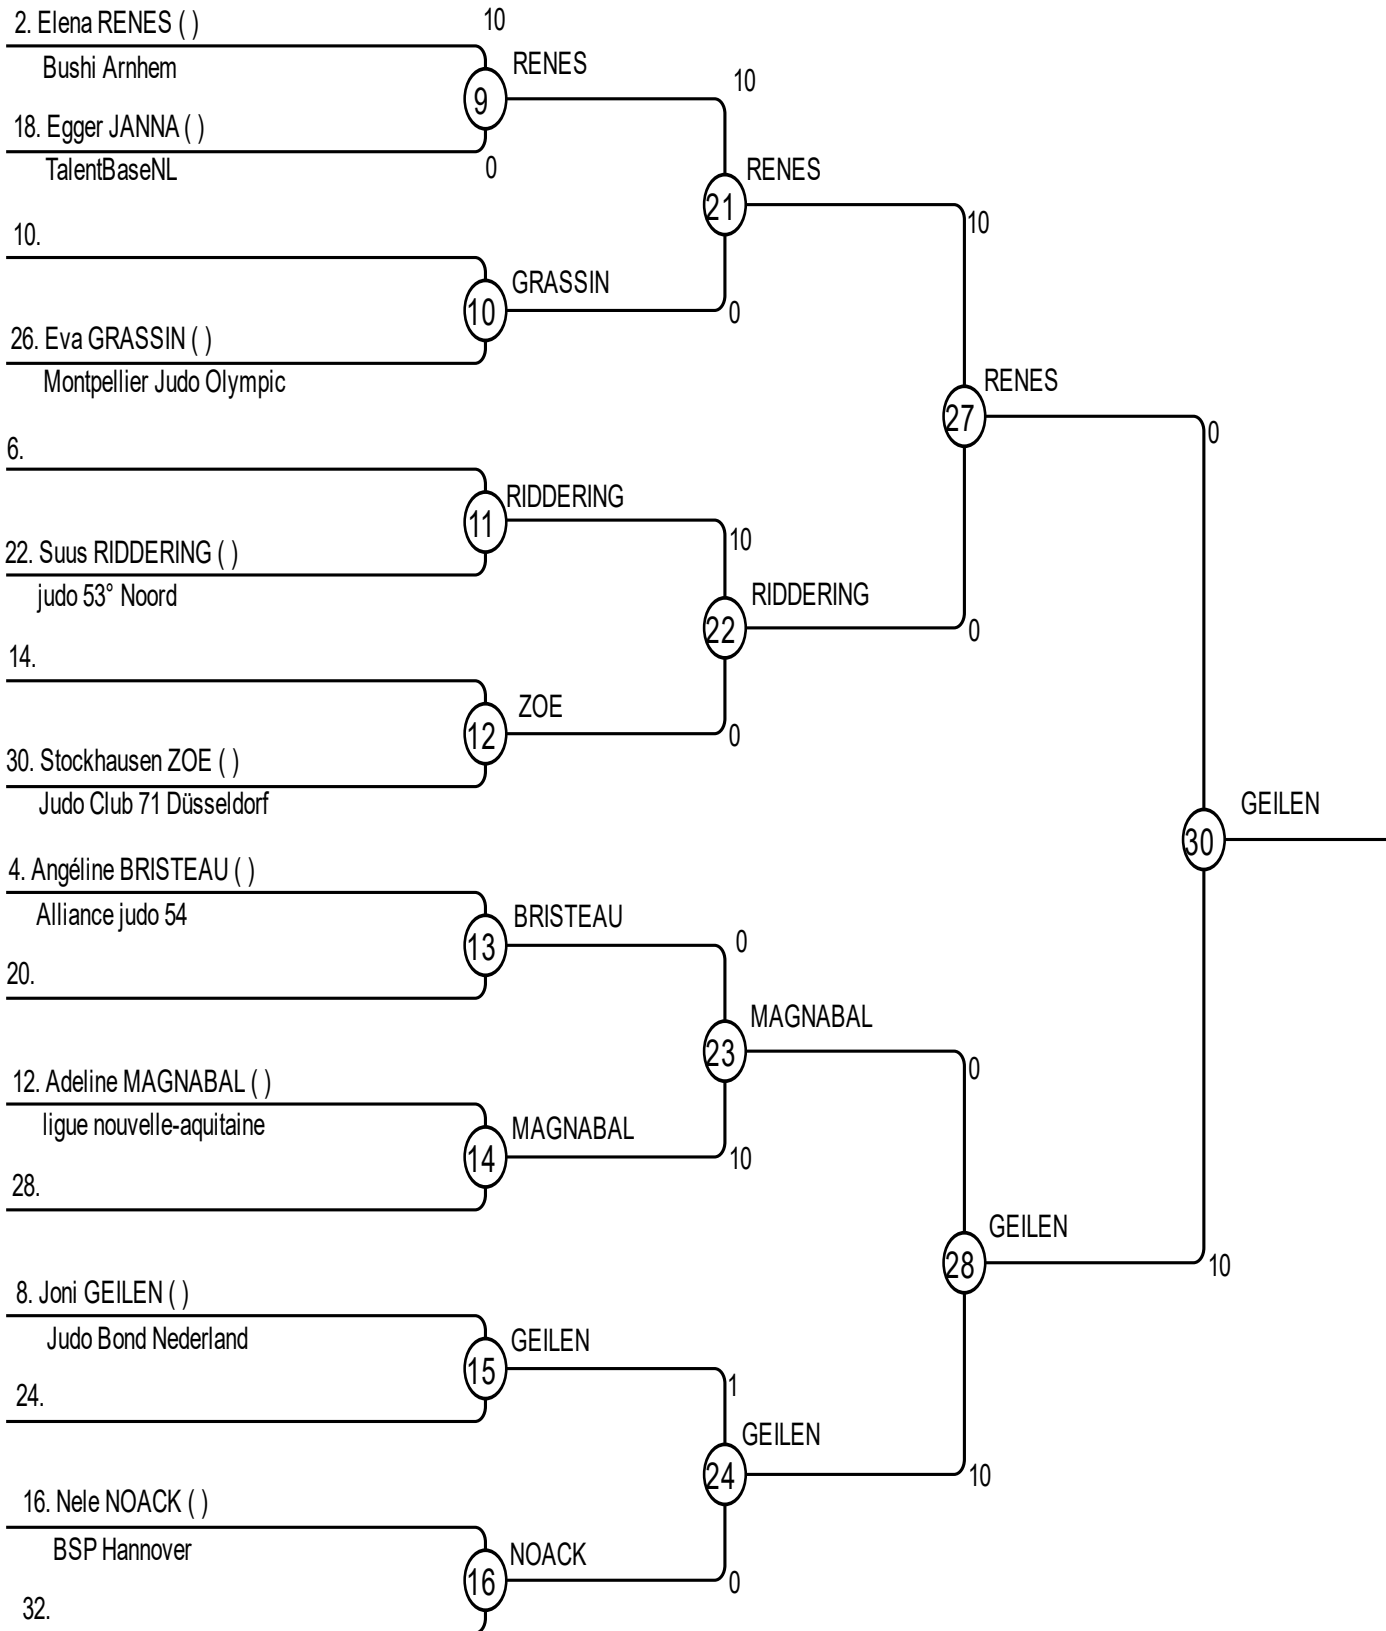 2. Elena RENES ( )
10
Bushi Arnhem
RENES
9
10
18. Egger JANNA ( )
TalentBaseNL
0
RENES
21
10
10.
GRASSIN
10
0
26. Eva GRASSIN ( )
Montpellier Judo Olympic
RENES
27
0
6.
RIDDERING
11
10
22. Suus RIDDERING ( )
judo 53° Noord
RIDDERING
22
0
14.
ZOE
12
0
30. Stockhausen ZOE ( )
Judo Club 71 Düsseldorf
GEILEN
30
4. Angéline BRISTEAU ( )
Alliance judo 54
BRISTEAU
13
0
20.
MAGNABAL
23
0
12. Adeline MAGNABAL ( )
ligue nouvelle-aquitaine
MAGNABAL
14
10
28.
GEILEN
28
10
8. Joni GEILEN ( )
Judo Bond Nederland
GEILEN
15
1
24.
GEILEN
24
10
16. Nele NOACK ( )
BSP Hannover
NOACK
16
0
32.